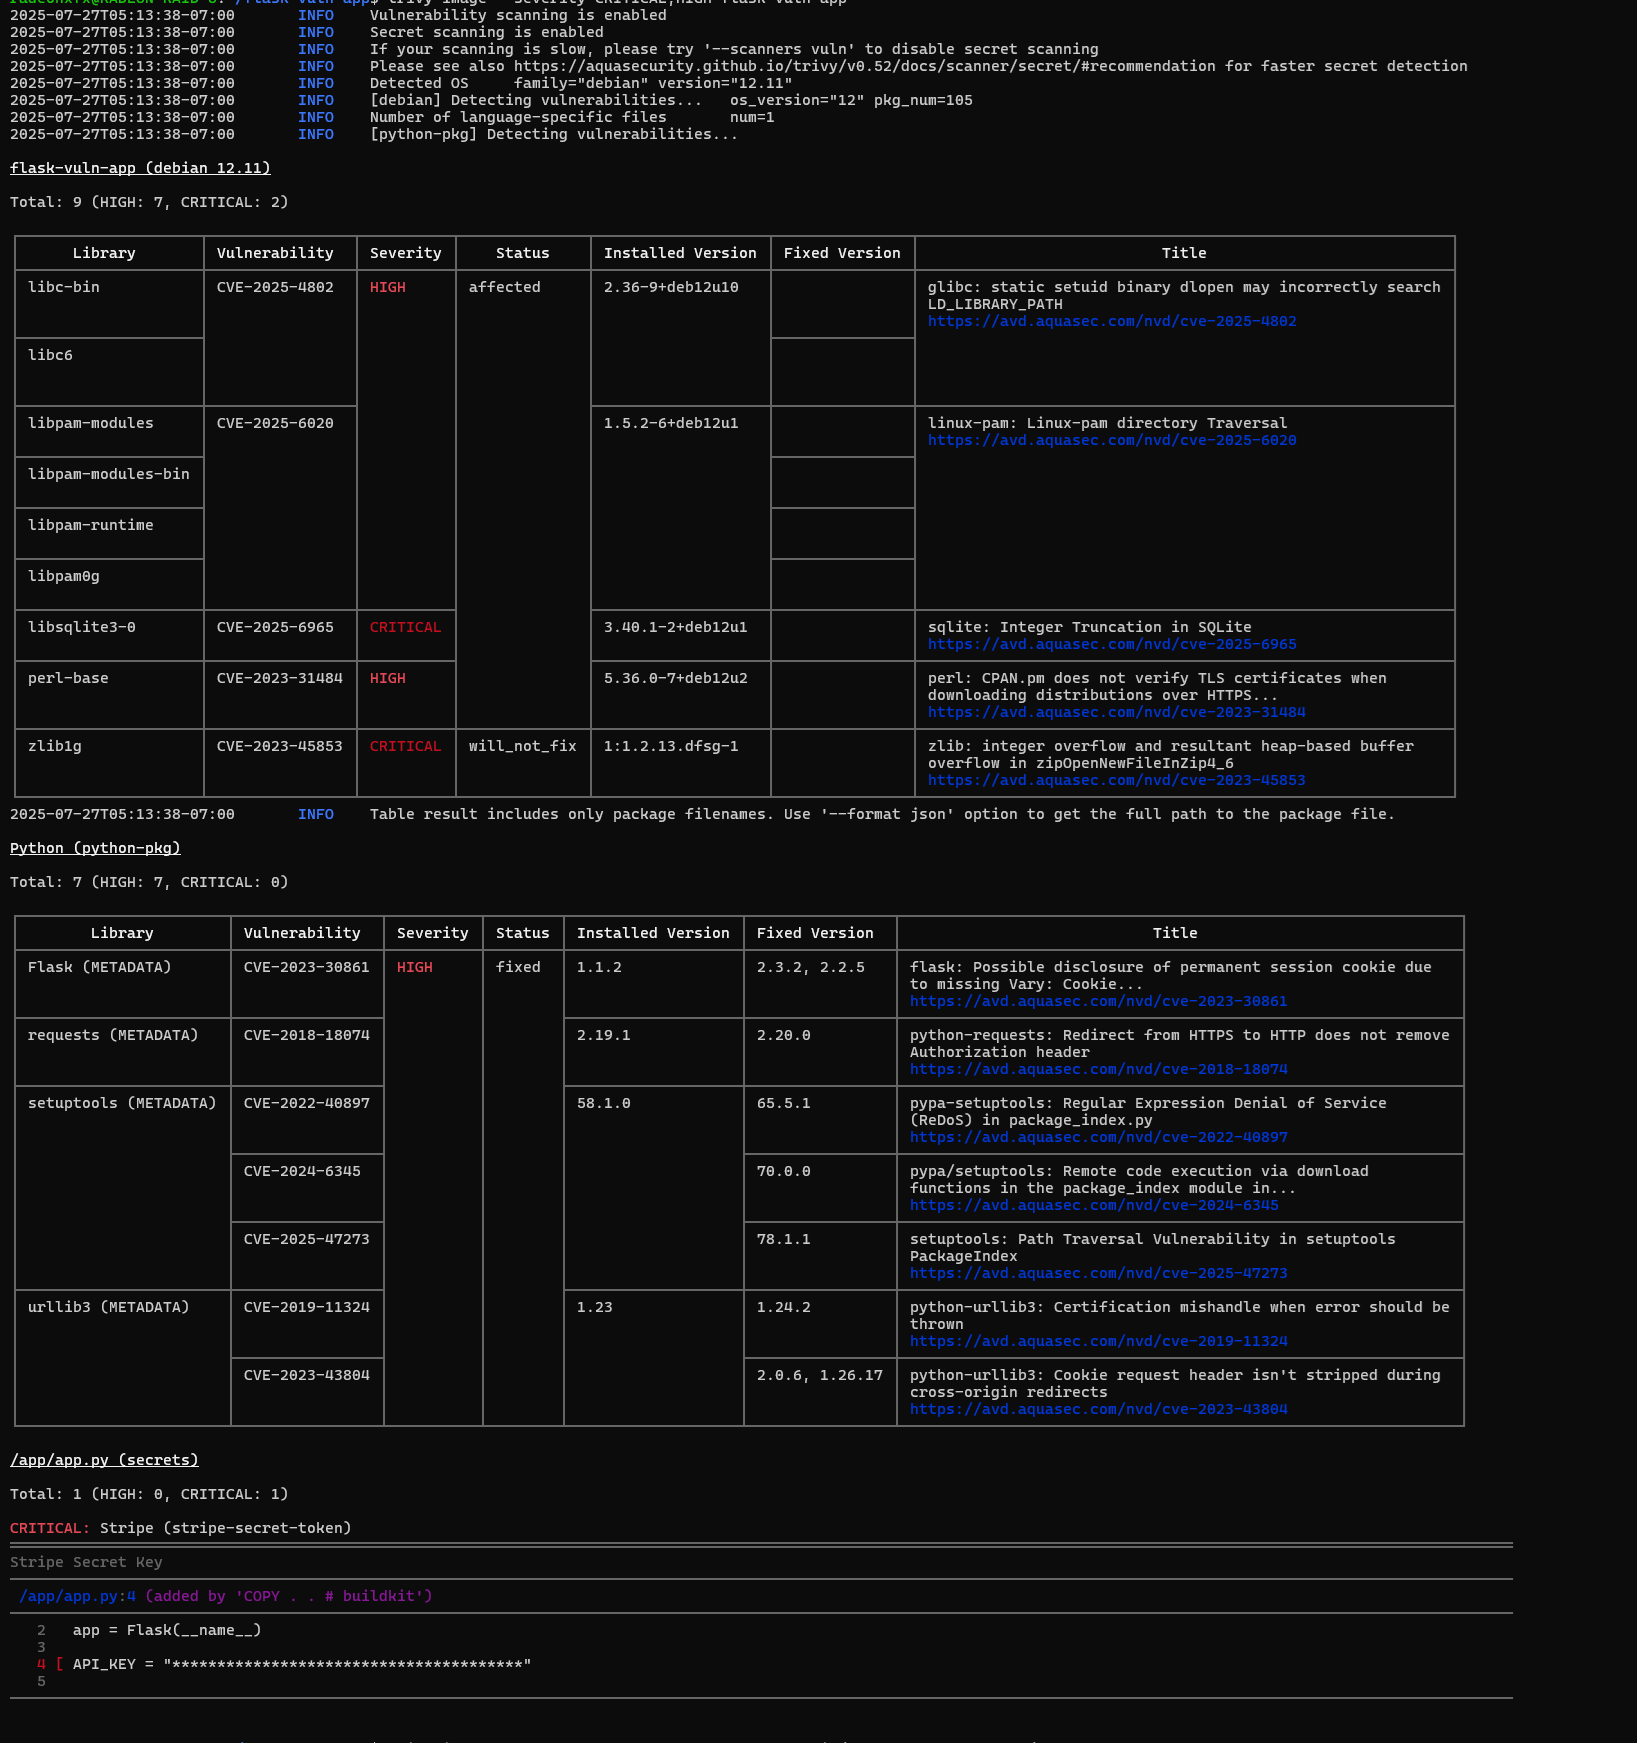 2025-07-27T05:13:38-07:00 INFO Vulnerability scanning is enabled
2025-07-27T05:13:38-07:00 INFO Secret scanning is enabled
2025-07-27T05:13:38-07:00 INFO If your scanning is slow, please try '--scanners vuln' to disable secret scanning
2025-07-27T05:13:38-07:00 INFO Please see also https://aquasecurity.github.io/trivy/v0.52/docs/scanner/secret/#recommendation for faster secret detection
2025-07-27T05:13:38-07:00 INFO Detected OS family="debian" version="12.11"
2025-07-27T05:13:38-07:00 INFO [debian] Detecting vulnerabilities... os_version="12" pkg_num=105
2025-07-27T05:13:38-07:00 INFO Number of language-specific files num=1
2025-07-27T05:13:38-07:00 INFO [python-pkg] Detecting vulnerabilities...
flask-vuln-app (debian 12.11)
Total: 9 (HIGH: 7, CRITICAL: 2)
Library Vulnerability Severity Status Installed Version Fixed Version Title
libc-bin CVE-2025-4802 HIGH affected 2.36-9+deb12u10 glibc: static setuid binary dlopen may incorrectly search
LD_LIBRARY_PATH
https://avd.aquasec.com/nvd/cve-2025-4802
libc6
libpam-modules CVE-2025-6020 1.5.2-6+deb12u1 linux-pam: Linux-pam directory Traversal
https://avd.aquasec.com/nvd/cve-2025-6020
libpam-modules-bin
libpam-runtime
libpam0g
libsqlite3-0 CVE-2025-6965 CRITICAL 3.40.1-2+deb12u1 sqlite: Integer Truncation in SQLite
https://avd.aquasec.com/nvd/cve-2025-6965
perl-base CVE-2023-31484 HIGH 5.36.0-7+deb12u2 perl: CPAN.pm does not verify TLS certificates when
downloading distributions over HTTPS...
https://avd.aquasec.com/nvd/cve-2023-31484
zlib1g CVE-2023-45853 CRITICAL will_not_fix 1:1.2.13.dfsg-1 zlib: integer overflow and resultant heap-based buffer
overflow in zipOpenNewFileInZip4_6
https://avd.aquasec.com/nvd/cve-2023-45853
2025-07-27T05:13:38-07:00 INFO Table result includes only package filenames. Use '--format json' option to get the full path to the package file.
Python (python-pkg)
Total: 7 (HIGH: 7, CRITICAL: 0)
Library Vulnerability Severity Status Installed Version Fixed Version Title
Flask (METADATA) CVE-2023-30861 HIGH fixed 1.1.2 2.3.2, 2.2.5 flask: Possible disclosure of permanent session cookie due
to missing Vary: Cookie...
https://avd.aquasec.com/nvd/cve-2023-30861
requests (METADATA) CVE-2018-18074 2.19.1 2.20.0 python-requests: Redirect from HTTPS to HTTP does not remove
Authorization header
https://avd.aquasec.com/nvd/cve-2018-18074
setuptools (METADATA) CVE-2022-40897 58.1.0 65.5.1 pypa-setuptools: Regular Expression Denial of Service
(ReDoS) in package_index.py
https://avd.aquasec.com/nvd/cve-2022-40897
CVE-2024-6345 70.0.0 pypa/setuptools: Remote code execution via download
functions in the package_index module in...
https://avd.aquasec.com/nvd/cve-2024-6345
CVE-2025-47273 78.1.1 setuptools: Path Traversal Vulnerability in setuptools
PackageIndex
https://avd.aquasec.com/nvd/cve-2025-47273
urllib3 (METADATA) CVE-2019-11324 1.23 1.24.2 python-urllib3: Certification mishandle when error should be
thrown
https://avd.aquasec.com/nvd/cve-2019-11324
CVE-2023-43804 2.0.6, 1.26.17 python-urllib3: Cookie request header isn't stripped during
cross-origin redirects
https://avd.aquasec.com/nvd/cve-2023-43804
/app/app.py (secrets)
Total: 1 (HIGH: 0, CRITICAL: 1)
CRITICAL: Stripe (stripe-secret-token)
Stripe Secret Key
/app/app.py:4 (added by 'COPY . . # buildkit')
2 app = Flask(__name__)
3
4 [ API_KEY = "***************************************"
5